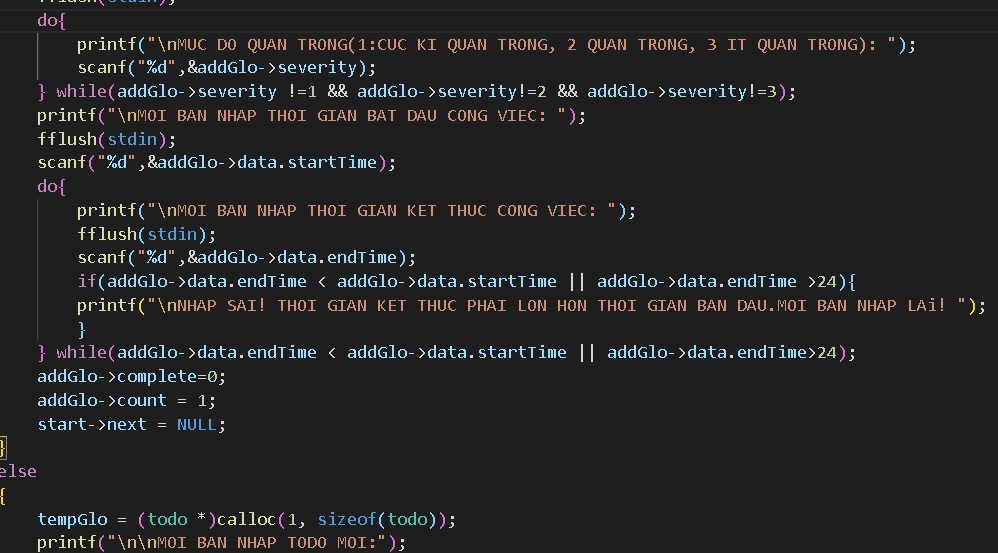 fflush(stdin);
do{
printf("\nMUC DO QUAN TRONG(1:CUC KI QUAN TRONG, 2 QUAN TRONG, 3 IT QUAN TRONG): ");
scanf("%d",&addGlo->severity);
} while(addGlo->severity !=1 && addGlo->severity!=2 && addGlo->severity!=3);
printf("\nMOI BAN NHAP THOI GIAN BAT DAU CONG VIEC: ");
fflush(stdin);
scanf("%d",&addGlo->data.startTime);
do{
printf("\nMOI BAN NHAP THOI GIAN KET THUC CONG VIEC: ");
fflush(stdin);
scanf("%d",&addGlo->data.endTime);
if(addGlo->data.endTime < addGlo->data.startTime || addGlo->data.endTime >24){
printf("\nNHAP SAI! THOI GIAN KET THUC PHAI LON HON THOI GIAN BAN DAU.MOI BAN NHAP LAi! ");
}
} while(addGlo->data.endTime < addGlo->data.startTime || addGlo->data.endTime>24);
addGlo->complete=0;
addGlo->count = 1;
start->next = NULL;
}
else
{
tempGlo = (todo *)calloc(1, sizeof(todo));
printf("\n\nMOI BAN NHAP TODO MOI:");